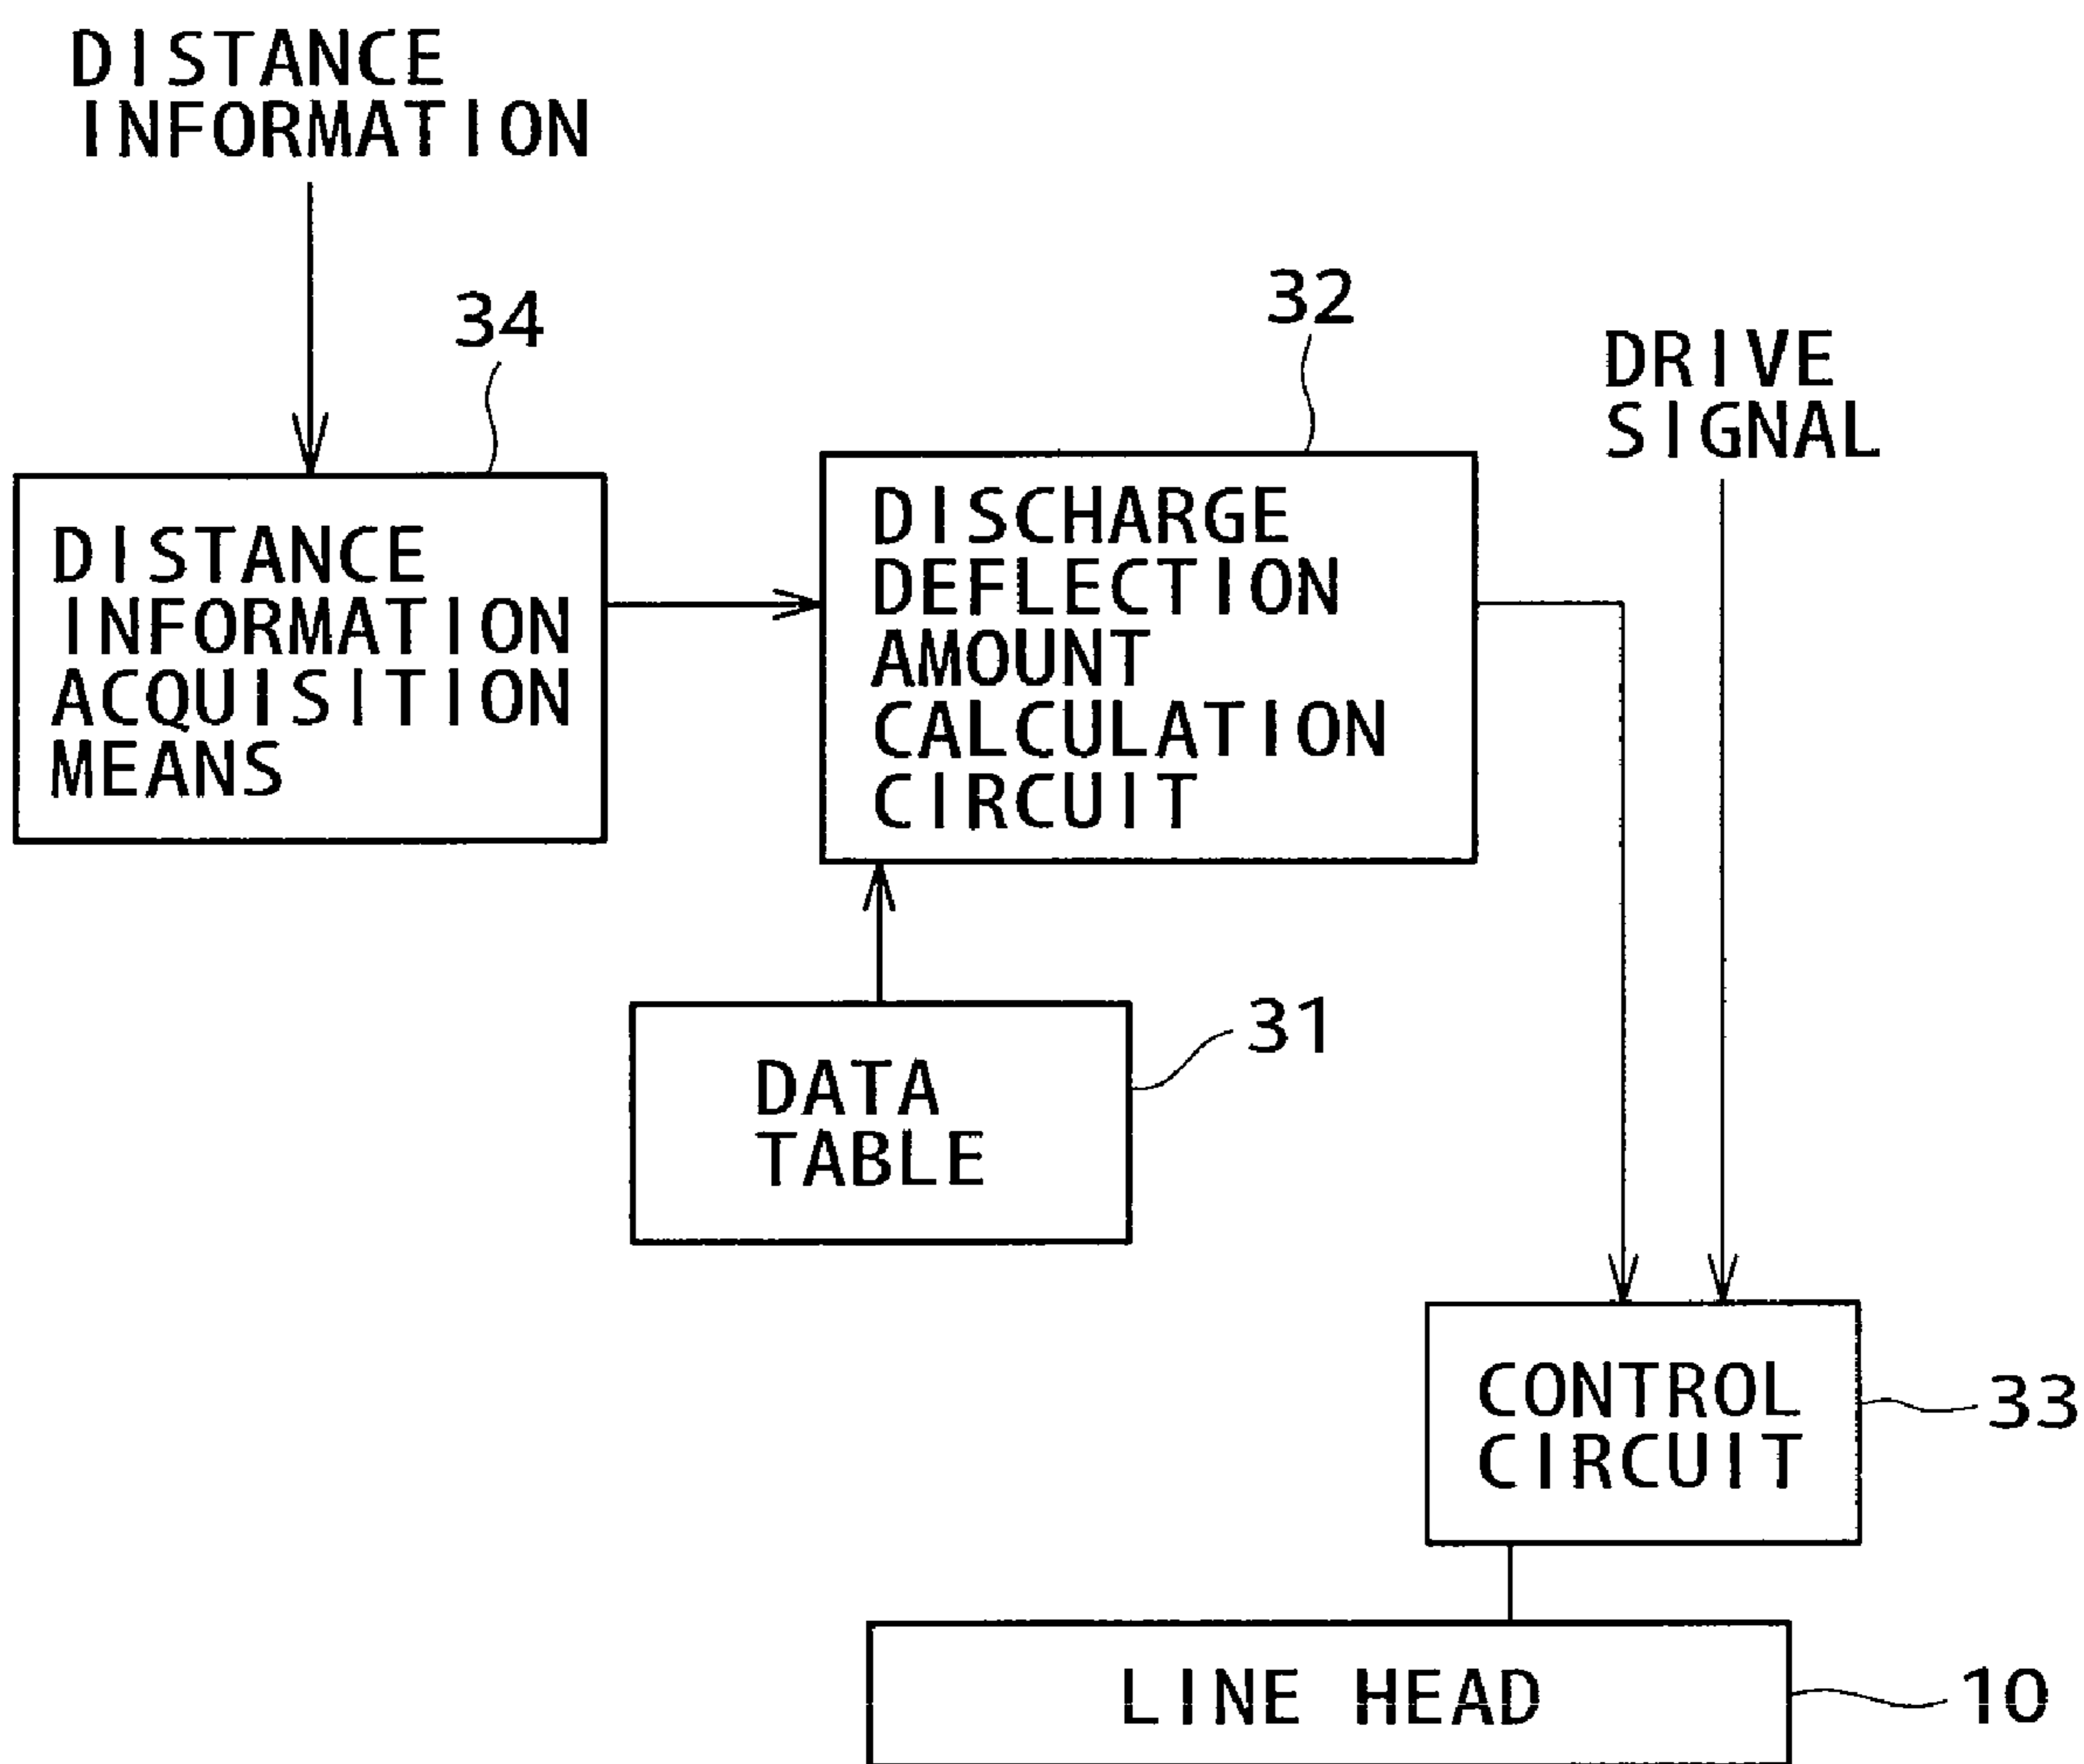 DISTANCE
INFORMATION
34
32
DRIVE
SIGNAL
DISTANCE
INFORMATION
ACQUISITION
MEANS
DISCHARGE
DEFLECTION
AMOUNT
CALCULATION
CIRCUIT
DATA
TABLE
31
CONTROL
CIRCUIT
33
LINE HEAD
10